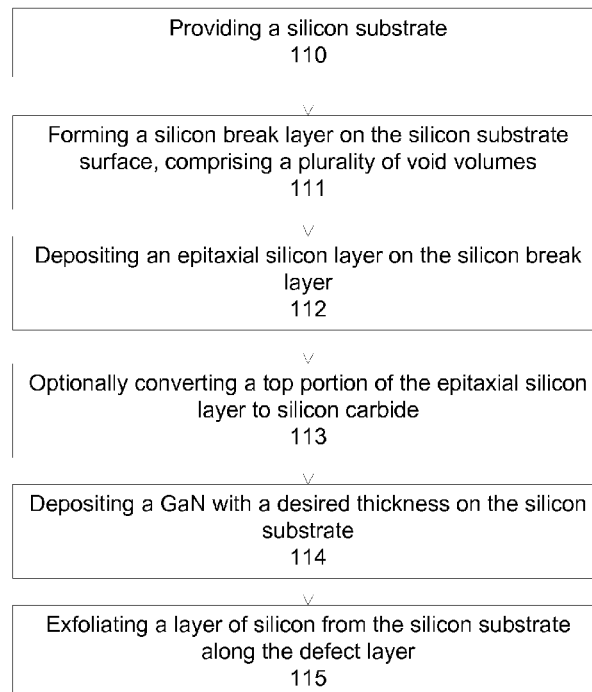 Providing a silicon substrate
110
Forming a silicon break layer on the silicon substrate
surface, comprising a plurality of void volumes
111
Depositing an epitaxial silicon layer on the silicon break
layer
112
Optionally converting a top portion of the epitaxial silicon
layer to silicon carbide
113
Depositing a GaN with a desired thickness on the silicon
substrate
114
Exfoliating a layer of silicon from the silicon substrate
along the defect layer
115